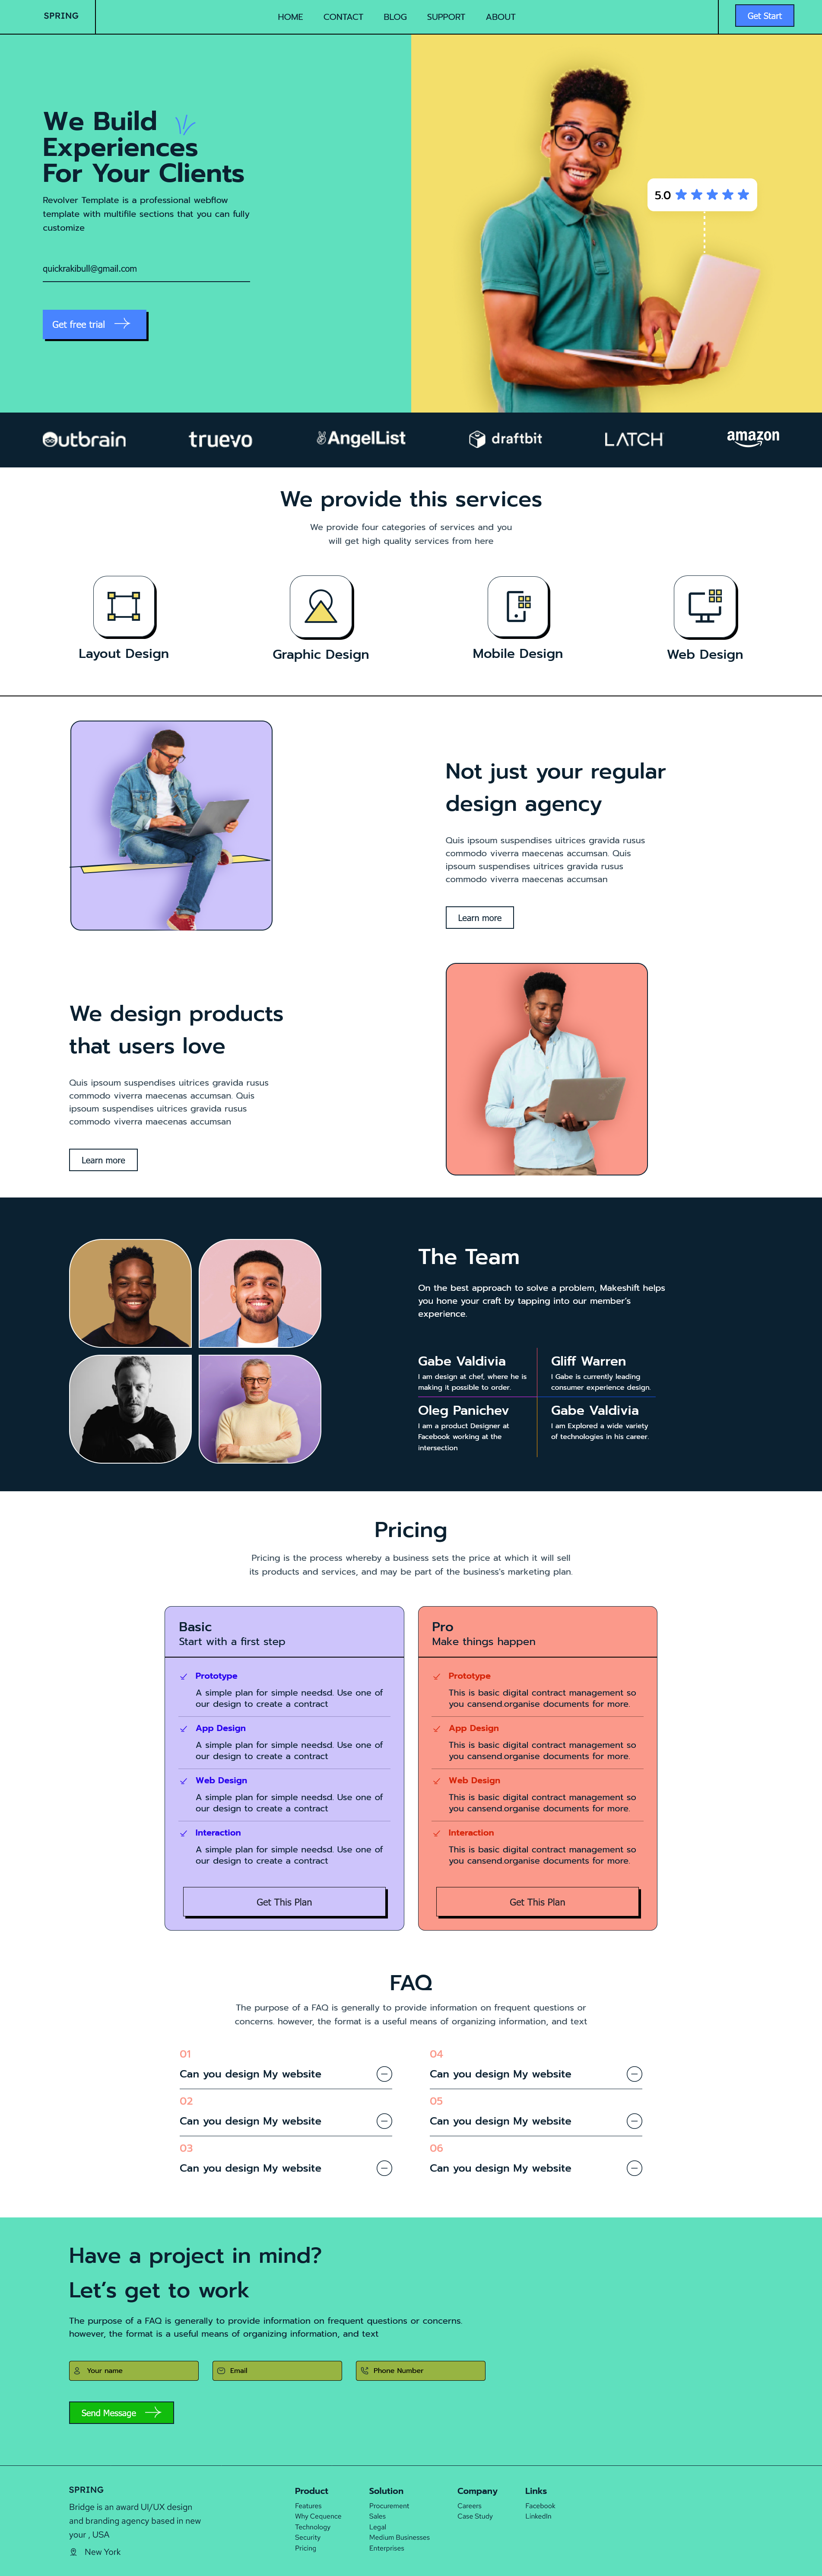 SPRING
HOME CONTACT BLOG SUPPORT ABOUT
Get Start
We Build
Experiences
For Your Clients
Revolver Template is a professional webflow
template with multifile sections that you can fully
customize
quickrakibull@gmail.com
Get free trial
5.0
Outbrain truevo AngelList draftbit LATCH amazon
We provide this services
We provide four categories of services and you
will get high quality services from here
Layout Design
Graphic Design
Mobile Design
Web Design
Not just your regular
design agency
Quis ipsoum suspendises uitrices gravida rusus
commodo viverra maecenas accumsan. Quis
ipsoum suspendises uitrices gravida rusus
commodo viverra maecenas accumsan
Learn more
We design products
that users love
Quis ipsoum suspendises uitrices gravida rusus
commodo viverra maecenas accumsan. Quis
ipsoum suspendises uitrices gravida rusus
commodo viverra maecenas accumsan
Learn more
The Team
On the best approach to solve a problem, Makeshift helps
you hone your craft by tapping into our member's
experience.
Gabe Valdivia
I am design at chef, where he is
making it possible to order.
Gliff Warren
I Gabe is currently leading
consumer experience design.
Oleg Panichev
I am a product Designer at
Facebook working at the
intersection
Gabe Valdivia
I am Explored a wide variety
of technologies in his career.
Pricing
Pricing is the process whereby a business sets the price at which it will sell
its products and services, and may be part of the business's marketing plan.
Basic
Start with a first step
Prototype
A simple plan for simple needsd. Use one of
our design to create a contract
App Design
A simple plan for simple needsd. Use one of
our design to create a contract
Web Design
A simple plan for simple needsd. Use one of
our design to create a contract
Interaction
A simple plan for simple needsd. Use one of
our design to create a contract
Get This Plan
Pro
Make things happen
Prototype
This is basic digital contract management so
you cansend.organise documents for more.
App Design
This is basic digital contract management so
you cansend.organise documents for more.
Web Design
This is basic digital contract management so
you cansend.organise documents for more.
Interaction
This is basic digital contract management so
you cansend.organise documents for more.
Get This Plan
FAQ
The purpose of a FAQ is generally to provide information on frequent questions or
concerns. however, the format is a useful means of organizing information, and text
01
Can you design My website
02
Can you design My website
03
Can you design My website
04
Can you design My website
05
Can you design My website
06
Can you design My website
Have a project in mind?
Let's get to work
The purpose of a FAQ is generally to provide information on frequent questions or concerns.
however, the format is a useful means of organizing information, and text
Your name
Email
Phone Number
Send Message
SPRING
Bridge is an award UI/UX design
and branding agency based in new
your , USA
New York
Product
Features
Why Cequence
Technology
Security
Pricing
Solution
Procurement
Sales
Legal
Medium Businesses
Enterprises
Company
Careers
Case Study
Links
Facebook
LinkedIn